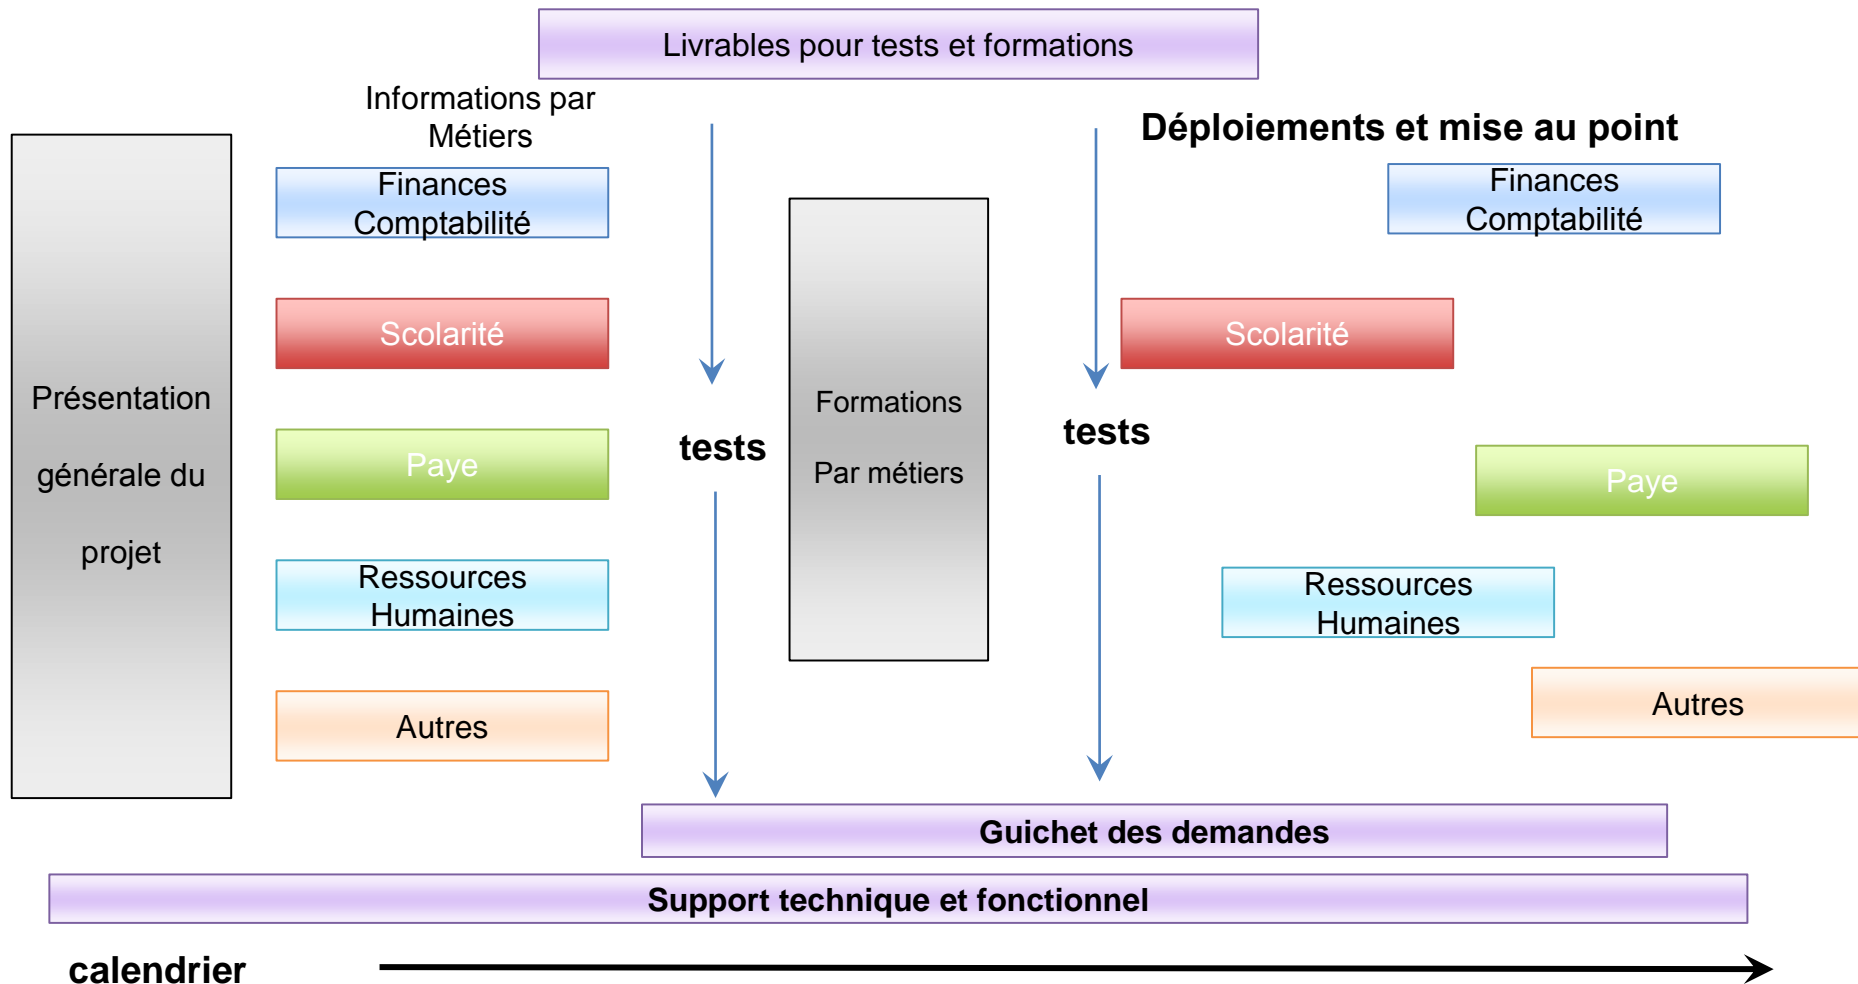 Livrables pour tests et formations
Informations par
Métiers
Déploiements et mise au point
Présentation
générale du
projet
Finances
Comptabilité
Scolarité
Paye
Ressources
Humaines
Autres
tests
Formations
Par métiers
tests
Finances
Comptabilité
Scolarité
Paye
Ressources
Humaines
Autres
Guichet des demandes
Support technique et fonctionnel
calendrier